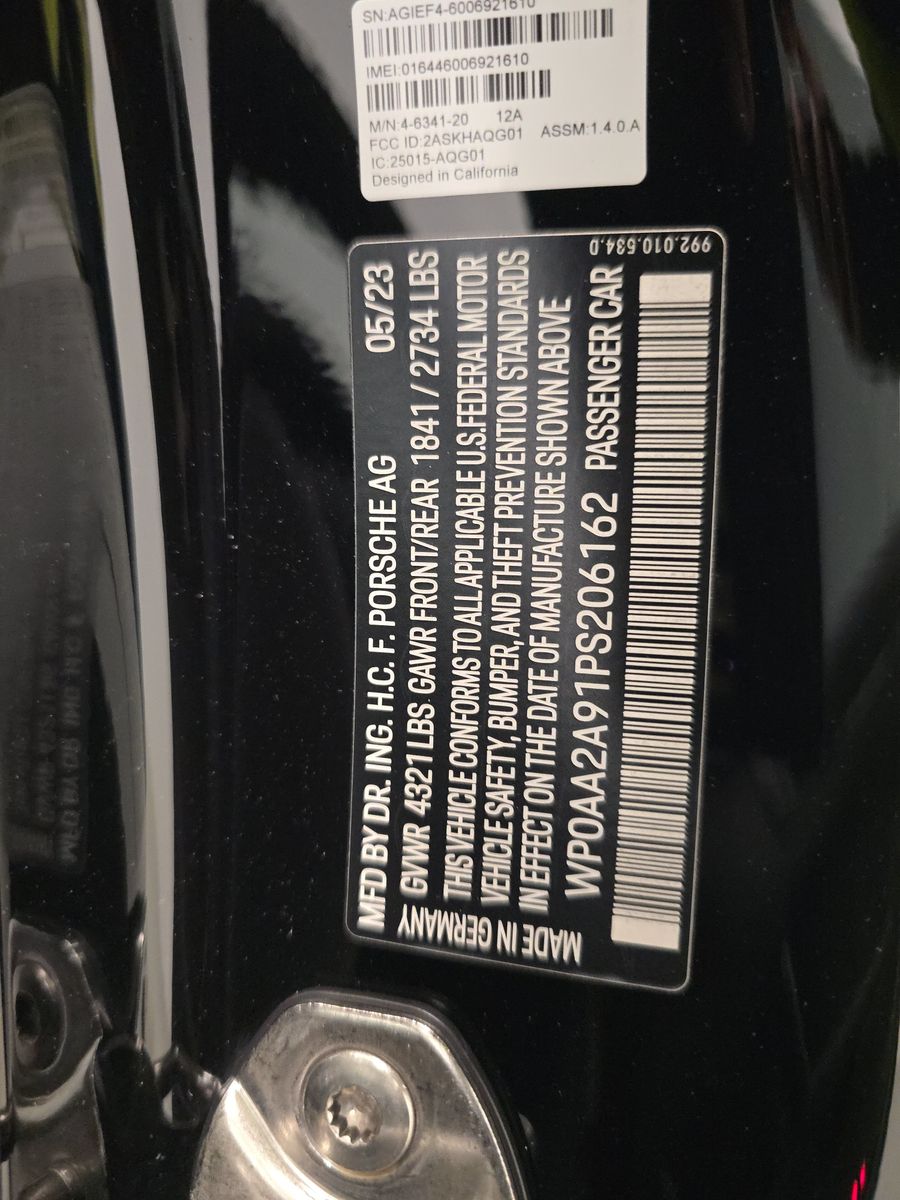 SN:AGIEF4-6006921610
IMEI:016446006921610
M/N:4-6341-20 12A
FCC ID:2ASKHAQG01 ASSM:1.4.0.A
IC:25015-AQG01
Designed in California
992.010.534.D
MFD BY DR. ING. H.C. F. PORSCHE AG 05/23
GVWR 4321 LBS GAWR FRONT/REAR 1841 / 2734 LBS
THIS VEHICLE CONFORMS TO ALL APPLICABLE U.S. FEDERAL MOTOR
VEHICLE SAFETY, BUMPER, AND THEFT PREVENTION STANDARDS
IN EFFECT ON THE DATE OF MANUFACTURE SHOWN ABOVE
WP0AA2A91PS206162 PASSENGER CAR
MADE IN GERMANY